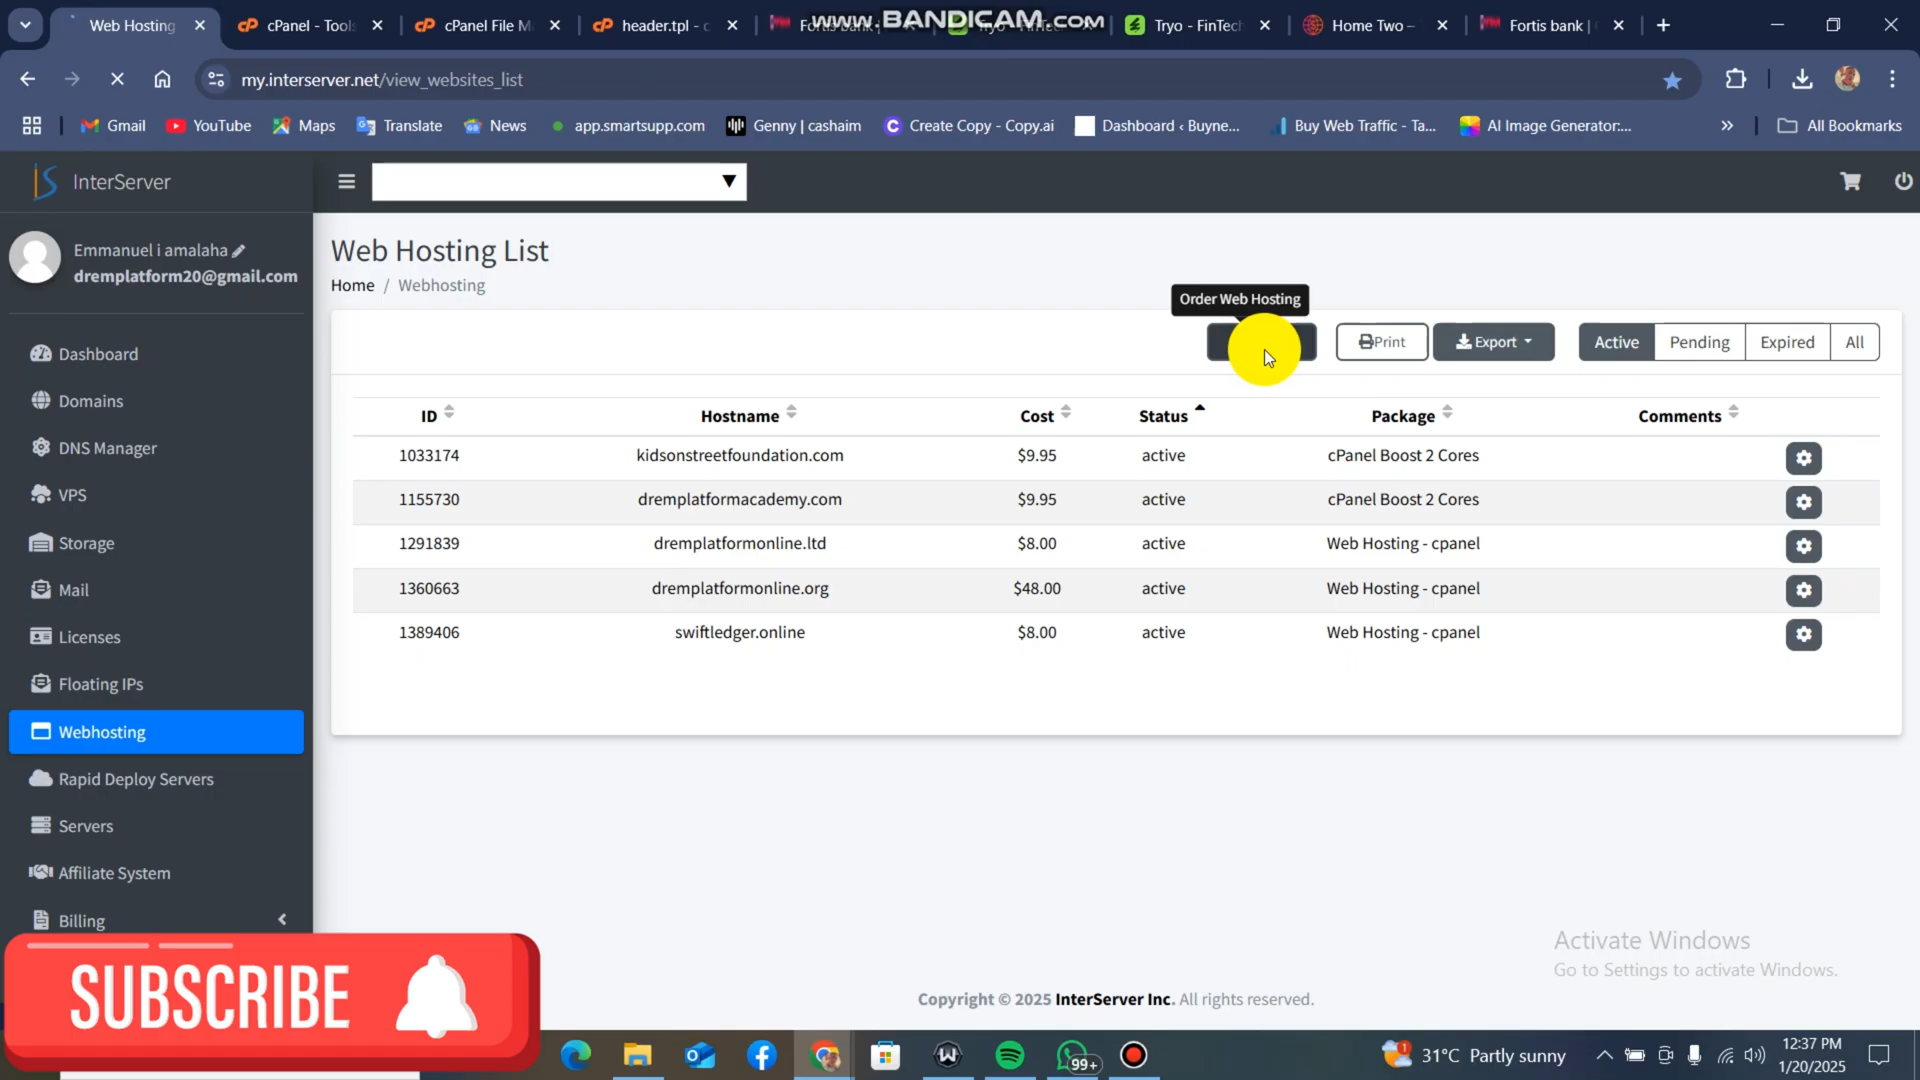 Web Hosting
cPanel - Tools
cPanel File M
header.tpl - c
WWW.BANDICAM.COM
Tryo - FinTech
Home Two –
Fortis bank |
my.interserver.net/view_websites_list
Gmail
YouTube
Maps
Translate
News
app.smartsupp.com
Genny | cashaim
Create Copy - Copy.ai
Dashboard ‹ Buyne...
Buy Web Traffic - Ta...
AI Image Generator:...
All Bookmarks
InterServer
Emmanuel i amalaha
dremplatform20@gmail.com
Dashboard
Domains
DNS Manager
VPS
Storage
Mail
Licenses
Floating IPs
Webhosting
Rapid Deploy Servers
Servers
Affiliate System
Billing
SUBSCRIBE
Web Hosting List
Home / Webhosting
Order Web Hosting
Print
Export
Active
Pending
Expired
All
ID Hostname Cost Status Package Comments
1033174 kidsonstreetfoundation.com $9.95 active cPanel Boost 2 Cores
1155730 dremplatformacademy.com $9.95 active cPanel Boost 2 Cores
1291839 dremplatformonline.ltd $8.00 active Web Hosting - cpanel
1360663 dremplatformonline.org $48.00 active Web Hosting - cpanel
1389406 swiftledger.online $8.00 active Web Hosting - cpanel
Activate Windows
Go to Settings to activate Windows.
Copyright © 2025 InterServer Inc. All rights reserved.
99+
1
31°C Partly sunny
12:37 PM
1/20/2025